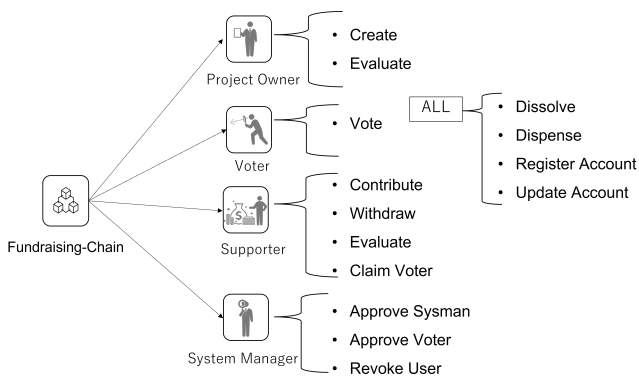 Create
Evaluate
Project Owner
Vote
Voter
ALL
Dissolve
Dispense
Register Account
Update Account
Fundraising-Chain
Contribute
Withdraw
Evaluate
Claim Voter
Supporter
Approve Sysman
Approve Voter
Revoke User
System Manager